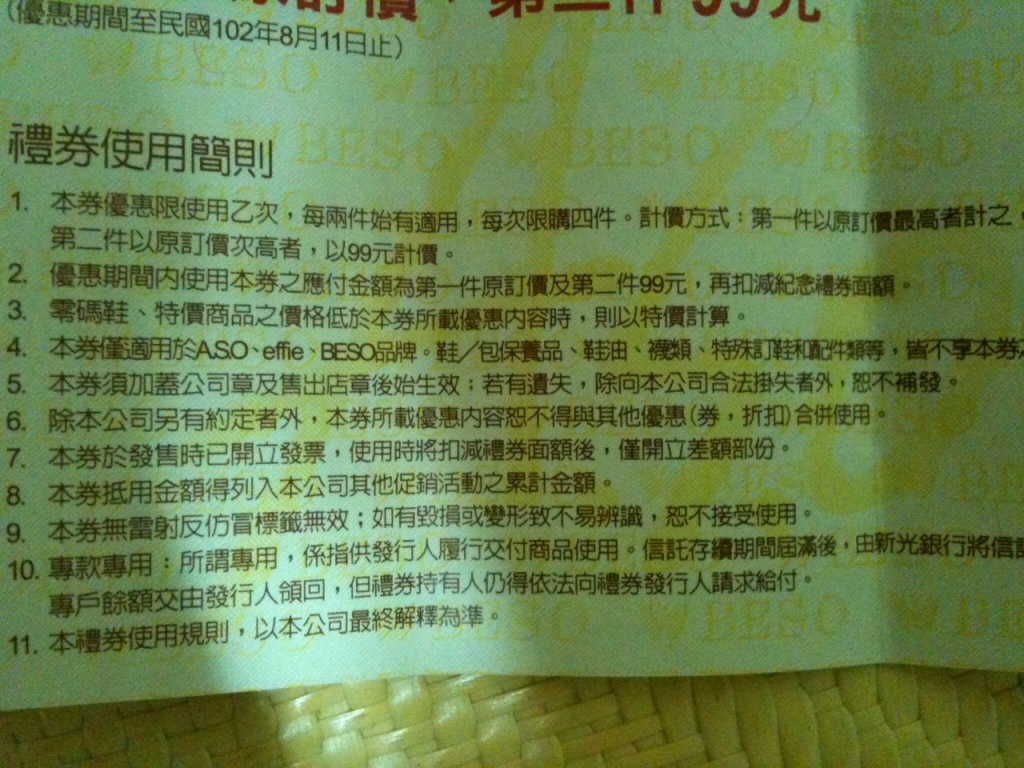 訂價，第二件 99元
(優惠期間至民國102年8月11日止)
禮券使用簡則
1. 本券優惠限使用乙次，每兩件始有適用，每次限購四件。計價方式：第一件以原訂價最高者計之，
第二件以原訂價次高者，以99元計價。
2. 優惠期間內使用本券之應付金額為第一件原訂價及第二件99元，再扣減紀念禮券面額。
3. 零碼鞋、特價商品之價格低於本券所載優惠內容時，則以特價計算。
4. 本券僅適用於A.S.O、effie、BESO品牌。鞋／包保養品、鞋油、襪類、特殊訂鞋和配件類等，皆不享本券
5. 本券須加蓋公司章及售出店章後始生效；若有遺失，除向本公司合法掛失者外，恕不補發。
6. 除本公司另有約定者外，本券所載優惠內容恕不得與其他優惠(券，折扣)合併使用。
7. 本券於發售時已開立發票，使用時將扣減禮券面額後，僅開立差額部份。
8. 本券抵用金額得列入本公司其他促銷活動之累計金額。
9. 本券無雷射反仿冒標籤無效；如有毀損或變形致不易辨識，恕不接受使用。
10. 專款專用：所謂專用，係指供發行人履行交付商品使用。信託存續期間屆滿後，由新光銀行將信託
專戶餘額交由發行人領回，但禮券持有人仍得依法向禮券發行人請求給付。
11. 本禮券使用規則，以本公司最終解釋為準。